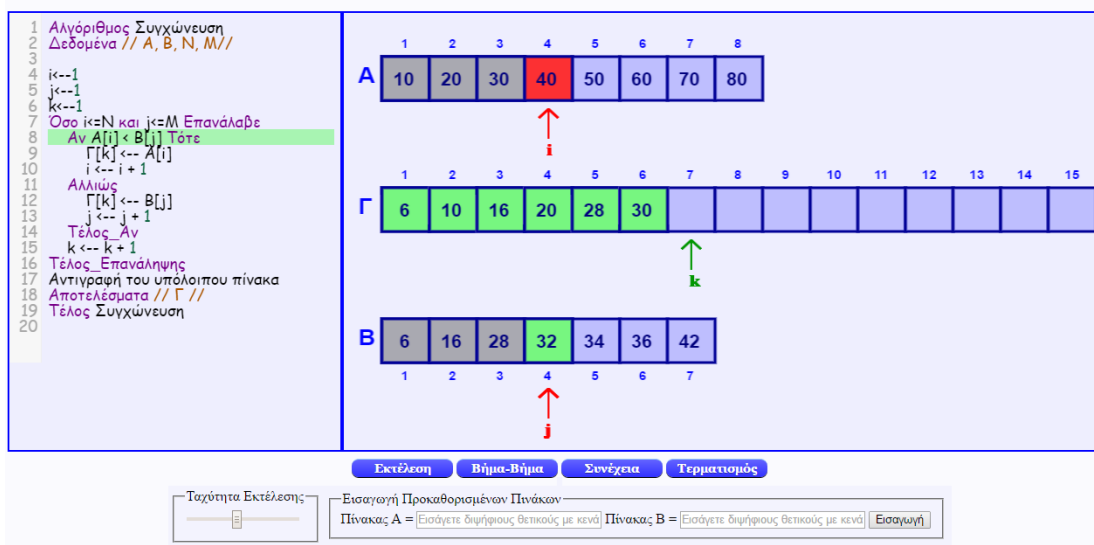 1 Αλγόριθμος Συγχώνευση
2 Δεδομένα // Α, Β, Ν, Μ//
3
4 i<--1
5 j<--1
6 k<--1
7 Όσο i<=N και j<=M Επανάλαβε
8 Αν Α[i] < B[j] Τότε
9 Γ[k] <-- A[i]
10 i <-- i + 1
11 Αλλιώς
12 Γ[k] <-- B[j]
13 j <-- j + 1
14 Τέλος_Αν
15 k <-- k + 1
16 Τέλος_Επανάληψης
17 Αντιγραφή του υπόλοιπου πίνακα
18 Αποτελέσματα // Γ //
19 Τέλος Συγχώνευση
20
1 2 3 4 5 6 7 8
Α 10 20 30 40 50 60 70 80
i
1 2 3 4 5 6 7 8 9 10 11 12 13 14 15
Γ 6 10 16 20 28 30
k
Β 6 16 28 32 34 36 42
1 2 3 4 5 6 7
j
Εκτέλεση Βήμα-Βήμα Συνέχεια Τερματισμός
Ταχύτητα Εκτέλεσης
Εισαγωγή Προκαθορισμένων Πινάκων
Πίνακας Α = Εισάγετε διψήφιους θετικούς με κενά Πίνακας Β = Εισάγετε διψήφιους θετικούς με κενά Εισαγωγή